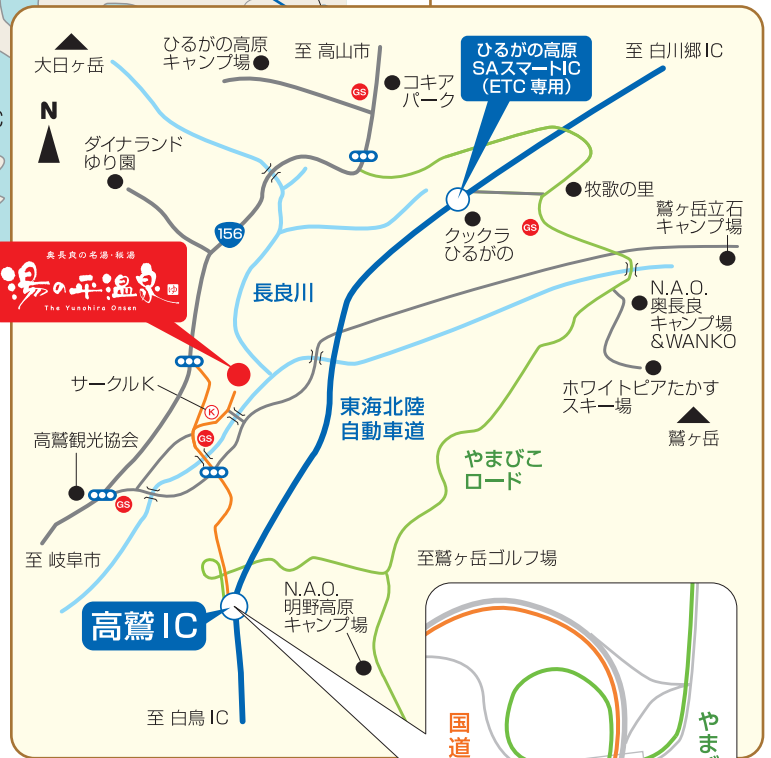 大日ヶ岳
ひるがの高原
キャンプ場
至 高山市
GS
コキア
パーク
ひるがの高原
SAスマートIC
(ETC 専用)
至 白川郷IC
N
ダイナランド
ゆり園
156
牧歌の里
クックラ
ひるがの
GS
鷲ヶ岳立石
キャンプ場
奥長良の名湯・秘湯
湯の平温泉
ゆ
The Yunohira Onsen
長良川
N.A.O.
奥長良
キャンプ場
&WANKO
サークルK
K
東海北陸
自動車道
ホワイトピアたかす
スキー場
鷲ヶ岳
高鷲観光協会
GS
やまびこ
ロード
GS
至 岐阜市
至鷲ヶ岳ゴルフ場
高鷲IC
N.A.O.
明野高原
キャンプ場
至 白鳥IC
国道
やま